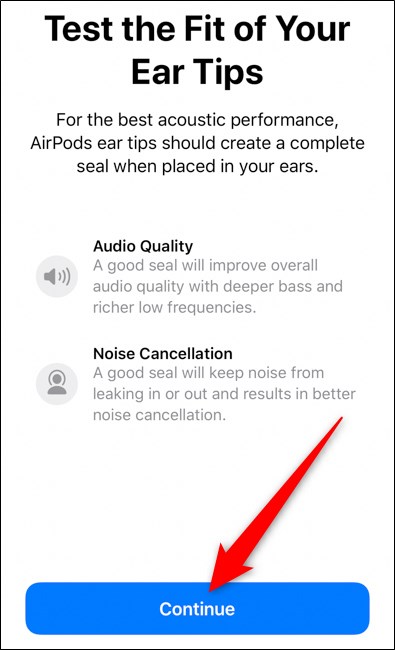 Test the Fit of Your
Ear Tips
For the best acoustic performance,
AirPods ear tips should create a complete
seal when placed in your ears.
Audio Quality
A good seal will improve overall
audio quality with deeper bass and
richer low frequencies.
Noise Cancellation
A good seal will keep noise from
leaking in or out and results in better
noise cancellation.
Continue